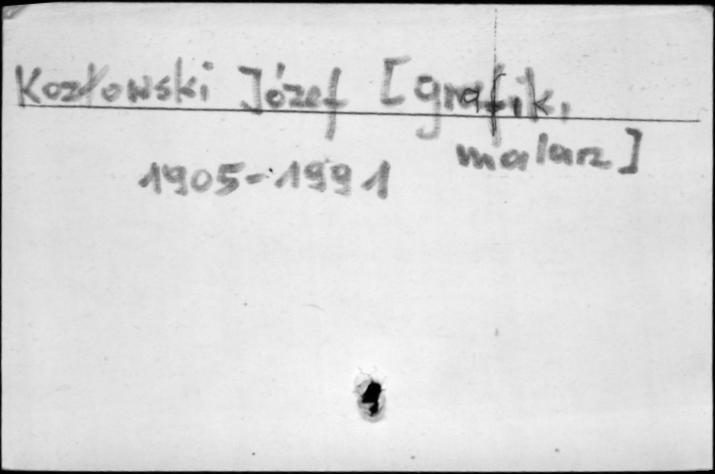 Kozłowski Józef [grafik,
malarz]
1905-1991